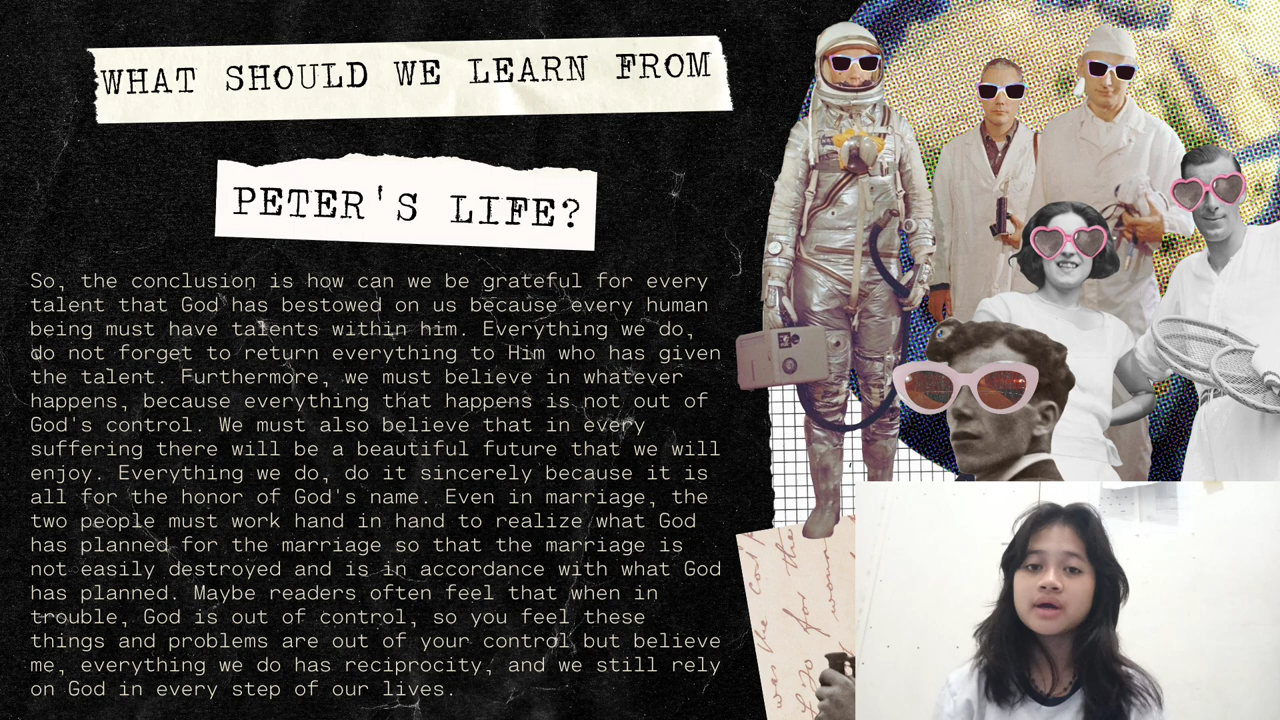 WHAT SHOULD WE LEARN FROM
PETER'S LIFE?
So, the conclusion is how can we be grateful for every
talent that God has bestowed on us because every human
being must have talents within him. Everything we do,
do not forget to return everything to Him who has given
the talent. Furthermore, we must believe in whatever
happens, because everything that happens is not out of
God's control. We must also believe that in every
suffering there will be a beautiful future that we will
enjoy. Everything we do, do it sincerely because it is
all for the honor of God's name. Even in marriage, the
two people must work hand in hand to realize what God
has planned for the marriage so that the marriage is
not easily destroyed and is in accordance with what God
has planned. Maybe readers often feel that when in
trouble, God is out of control, so you feel these
things and problems are out of your control but believe
me, everything we do has reciprocity, and we still rely
on God in every step of our lives.
was the
for